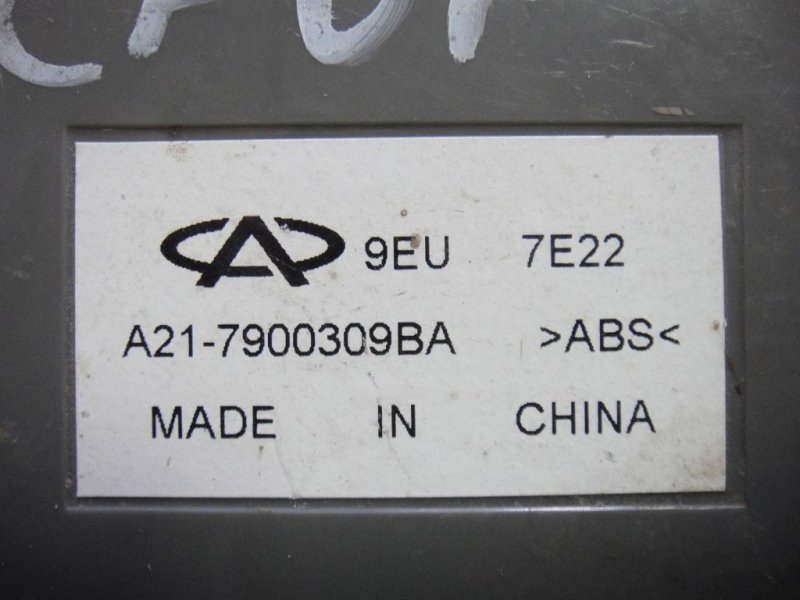 9EU 7E22
A21-7900309BA >ABS<
MADE IN CHINA